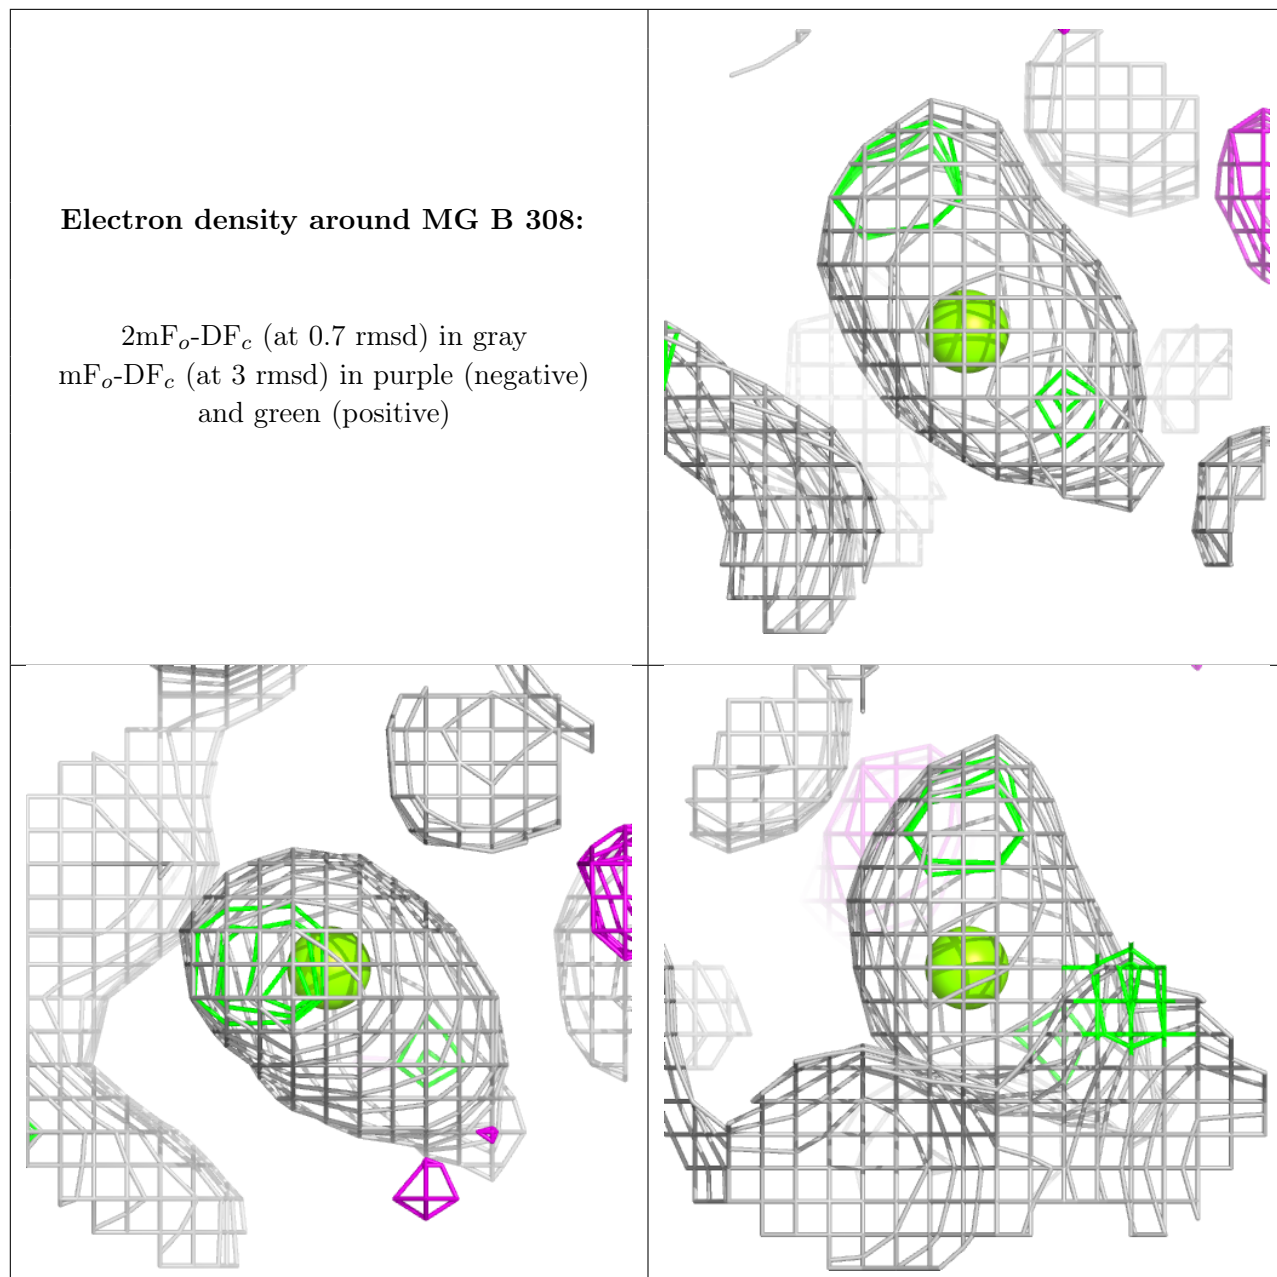 Electron density around MG B 308:
2mFo-DFc (at 0.7 rmsd) in gray
mFo-DFc (at 3 rmsd) in purple (negative)
and green (positive)